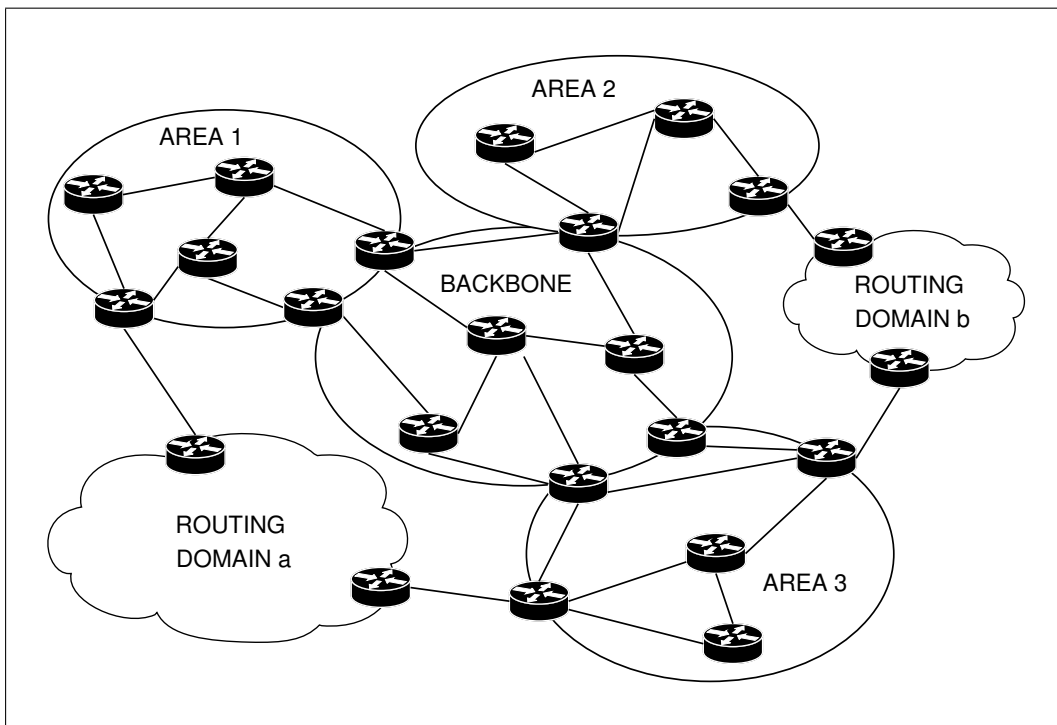 AREA 2
AREA 1
BACKBONE
ROUTING
DOMAIN b
ROUTING
DOMAIN a
AREA 3